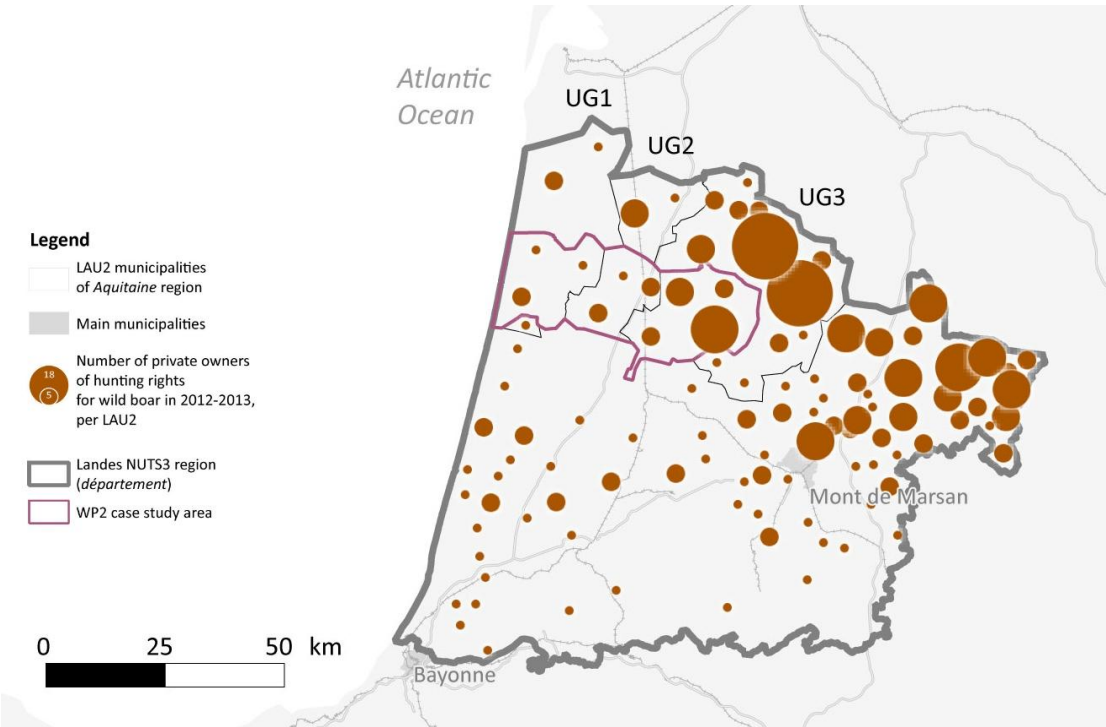 Atlantic
Ocean
UG1
UG2
UG3
Legend
LAU2 municipalities
of Aquitaine region
Main municipalities
18
5
Number of private owners
of hunting rights
for wild boar in 2012-2013,
per LAU2
Landes NUTS3 region
(département)
WP2 case study area
Mont de Marsan
0 25 50 km
Bayonne